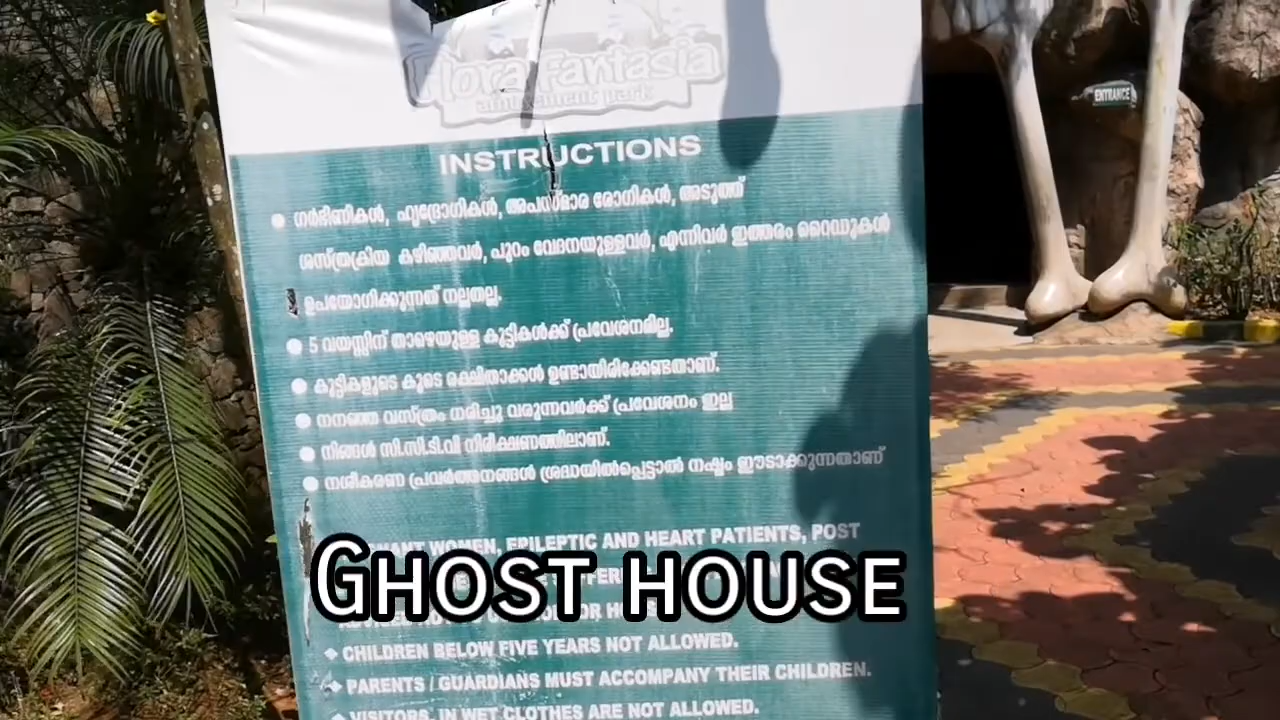 Flora Fantasia
amusement park
ENTRANCE
INSTRUCTIONS
ഗർഭിണികൾ, ഹൃദ്രോഗികൾ, അപസ്മാര രോഗികൾ, അടുത്ത്
ശസ്ത്രക്രിയ കഴിഞ്ഞവർ, പുറം വേദനയുള്ളവർ, എന്നിവർ ഇത്തരം റൈഡുകൾ
ഉപയോഗിക്കുന്നത് നല്ലതല്ല.
5 വയസ്സിന് താഴെയുള്ള കുട്ടികൾക്ക് പ്രവേശനമില്ല.
കുട്ടികളുടെ കൂടെ രക്ഷിതാക്കൾ ഉണ്ടായിരിക്കേണ്ടതാണ്.
നനഞ്ഞ വസ്ത്രം ധരിച്ചു വരുന്നവർക്ക് പ്രവേശനം ഇല്ല
നിങ്ങൾ സി.സി.ടി.വി നിരീക്ഷണത്തിലാണ്.
നശീകരണ പ്രവർത്തനങ്ങൾ ശ്രദ്ധയിൽപ്പെട്ടാൽ നഷ്ടം ഈടാക്കുന്നതാണ്
WOMEN, EPILEPTIC AND HEART PATIENTS, POST
GHOST HOUSE
CHILDREN BELOW FIVE YEARS NOT ALLOWED.
PARENTS / GUARDIANS MUST ACCOMPANY THEIR CHILDREN.
VISITORS IN WET CLOTHES ARE NOT ALLOWED.